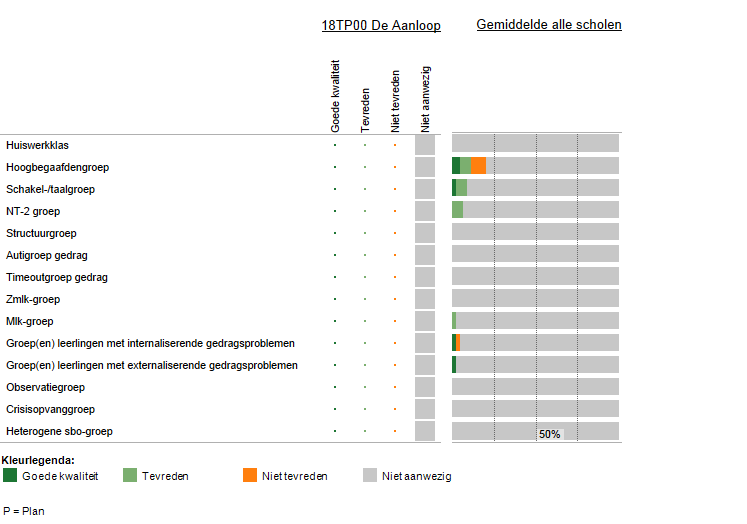 18TP00 De Aanloop
Gemiddelde alle scholen
Goede kwaliteit
Tevreden
Niet tevreden
Niet aanwezig
Huiswerkklas
Hoogbegaafdengroep
Schakel-/taalgroep
NT-2 groep
Structuurgroep
Autigroep gedrag
Timeoutgroep gedrag
Zmlk-groep
Mlk-groep
Groep(en) leerlingen met internaliserende gedragsproblemen
Groep(en) leerlingen met externaliserende gedragsproblemen
Observatiegroep
Crisisopvanggroep
Heterogene sbo-groep
50%
Kleurlegenda:
Goede kwaliteit Tevreden Niet tevreden Niet aanwezig
P = Plan